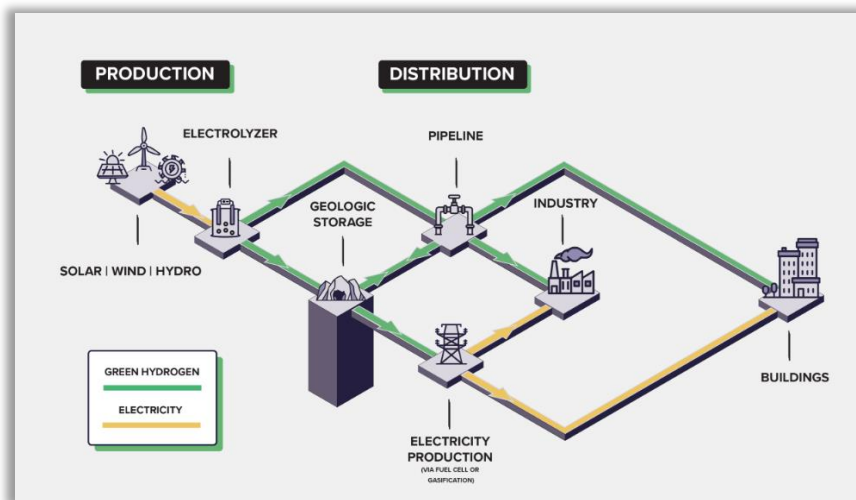 PRODUCTION
DISTRIBUTION
ELECTROLYZER
PIPELINE
GEOLOGIC
STORAGE
INDUSTRY
SOLAR | WIND | HYDRO
GREEN HYDROGEN
ELECTRICITY
BUILDINGS
ELECTRICITY
PRODUCTION
(VIA FUEL CELL OR
GASIFICATION)